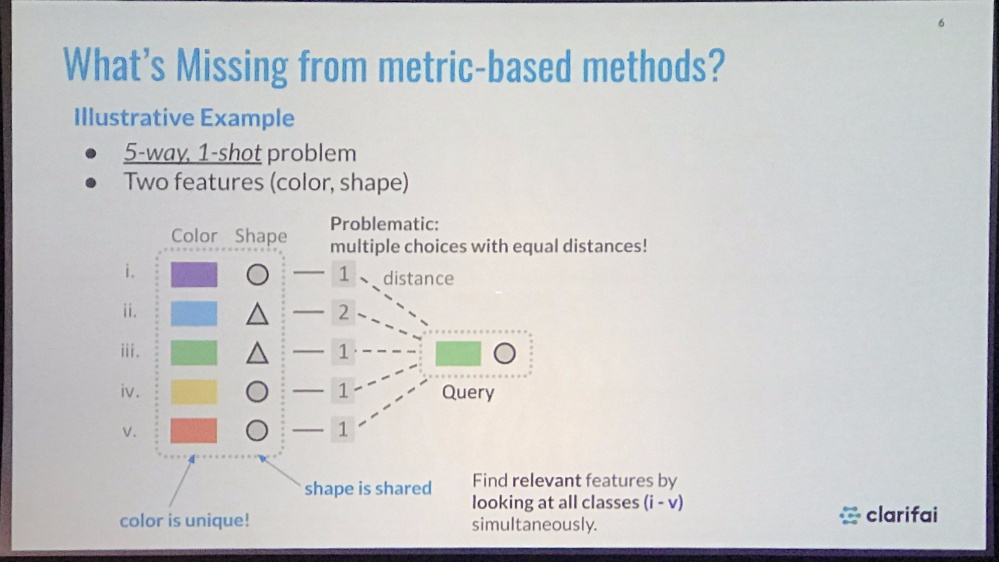 6
What's Missing from metric-based methods?
Illustrative Example
● 5-way, 1-shot problem
● Two features (color, shape)
Problematic:
multiple choices with equal distances!
Color Shape
i. 1 distance
ii. 2
iii. 1
iv. 1
v. 1
Query
shape is shared
color is unique!
Find relevant features by
looking at all classes (i - v)
simultaneously.
clarifai